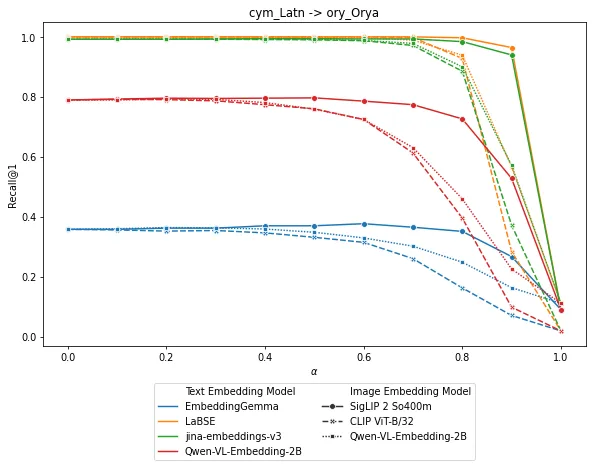 cym_Latn -> ory_Orya
1.0
0.8
0.6
0.4
0.2
0.0
Recall@1
0.0 0.2 0.4 0.6 0.8 1.0
α
Text Embedding Model Image Embedding Model
EmbeddingGemma SigLIP 2 So400m
LaBSE CLIP ViT-B/32
jina-embeddings-v3 Qwen-VL-Embedding-2B
Qwen-VL-Embedding-2B